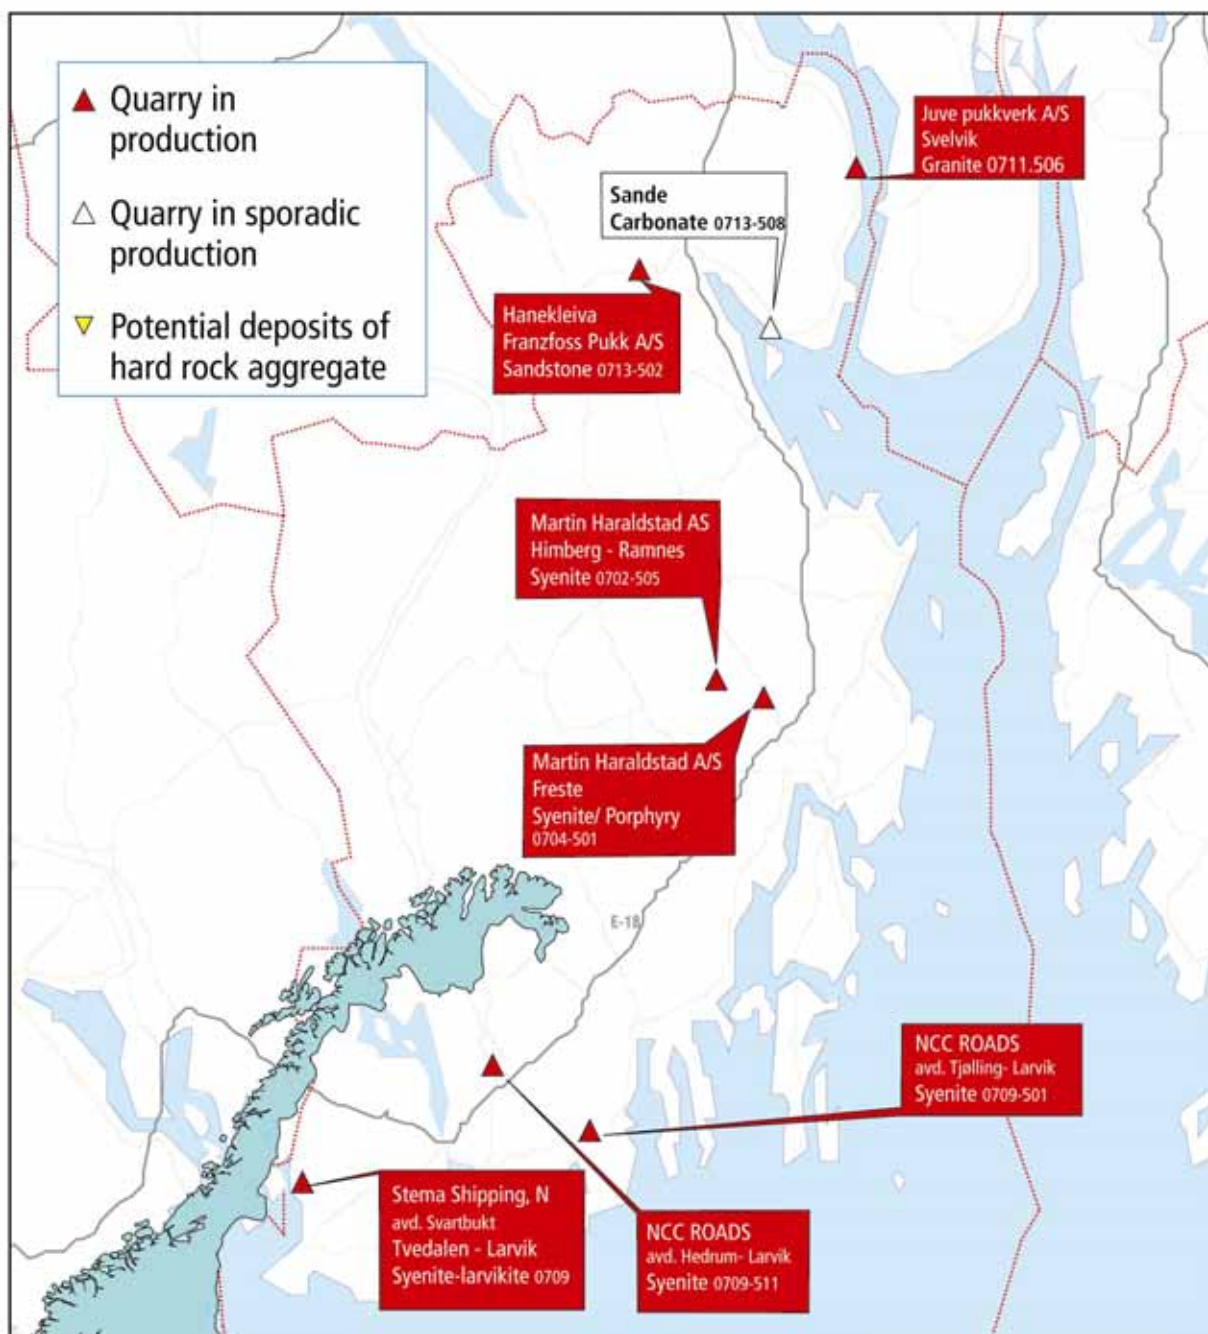 Quarry in
production
Quarry in sporadic
production
Potential deposits of
hard rock aggregate
Juve pukkverk A/S
Svelvik
Granite 0711.506
Sande
Carbonate 0713-508
Hanekleiva
Franzfoss Pukk A/S
Sandstone 0713-502
Martin Haraldstad AS
Himberg - Ramnes
Syenite 0702-505
Martin Haraldstad A/S
Freste
Syenite/ Porphyry
0704-501
E-18
NCC ROADS
avd. Tjølling- Larvik
Syenite 0709-501
Stema Shipping, N
avd. Svartbukt
Tvedalen - Larvik
Syenite-larvikite 0709
NCC ROADS
avd. Hedrum- Larvik
Syenite 0709-511